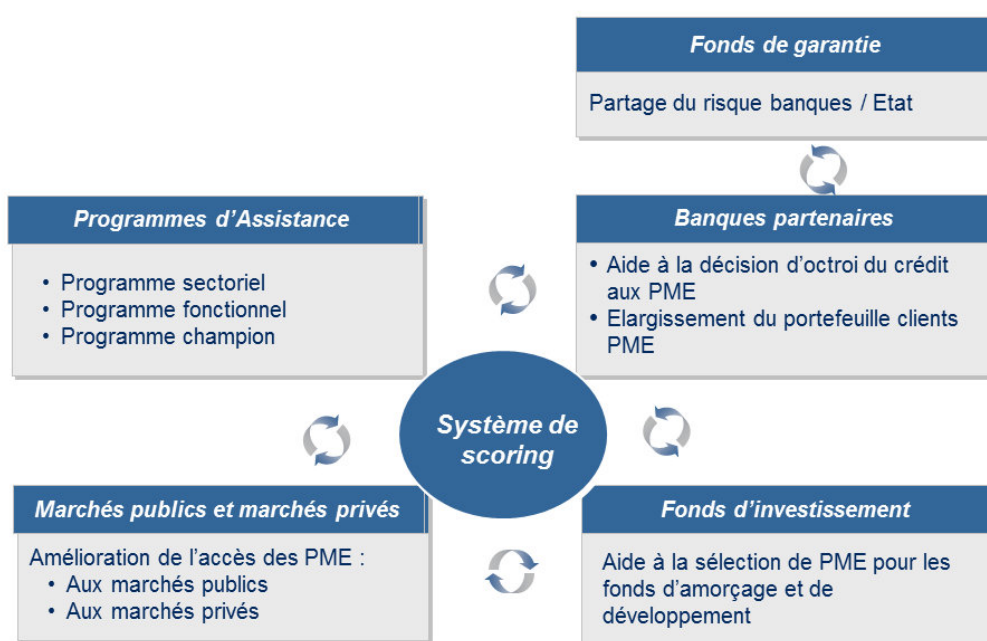 Fonds de garantie
Partage du risque banques / Etat
Programmes d'Assistance
• Programme sectoriel
• Programme fonctionnel
• Programme champion
Banques partenaires
• Aide à la décision d'octroi du crédit
aux PME
• Elargissement du portefeuille clients
PME
Système de
scoring
Marchés publics et marchés privés
Amélioration de l'accès des PME :
• Aux marchés publics
• Aux marchés privés
Fonds d'investissement
Aide à la sélection de PME pour les
fonds d'amorçage et de
développement